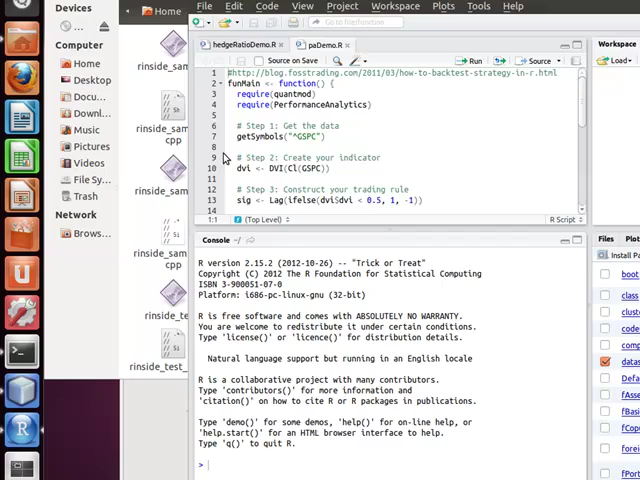 Home
File Edit Code View Project Workspace Plots Tools Help
Go to file/function
...
Computer
Home
Desktop
Docu...
Downl...
Music
Pictures
Videos
File Sy...
Trash
Network
Brows...
rinside_sam
rinside_sam
cpp
rinside_sam
rinside_sam
cpp
rinside_te
rinside_test_
hedgeRatioDemo.R
paDemo.R
Source on Save
Run
Source
1 #http://blog.fosstrading.com/2011/03/how-to-backtest-strategy-in-r.html
2 funMain <- function() {
3 require(quantmod)
4 require(PerformanceAnalytics)
5
6 # Step 1: Get the data
7 getSymbols("^GSPC")
8
9 # Step 2: Create your indicator
10 dvi <- DVI(Cl(GSPC))
11
12 # Step 3: Construct your trading rule
13 sig <- Lag(ifelse(dvi$dvi < 0.5, 1, -1))
14
1:1 (Top Level) R Script
Console ~/
R version 2.15.2 (2012-10-26) -- "Trick or Treat"
Copyright (C) 2012 The R Foundation for Statistical Computing
ISBN 3-900051-07-0
Platform: i686-pc-linux-gnu (32-bit)
R is free software and comes with ABSOLUTELY NO WARRANTY.
You are welcome to redistribute it under certain conditions.
Type 'license()' or 'licence()' for distribution details.
Natural language support but running in an English locale
R is a collaborative project with many contributors.
Type 'contributors()' for more information and
'citation()' on how to cite R or R packages in publications.
Type 'demo()' for some demos, 'help()' for on-line help, or
'help.start()' for an HTML browser interface to help.
Type 'q()' to quit R.
>
Workspace
Load
Files Plot
Install Pa
boot
class
clust
code
comp
datas
Defa
fAsse
fBasi
fCopu
foreig
fPort